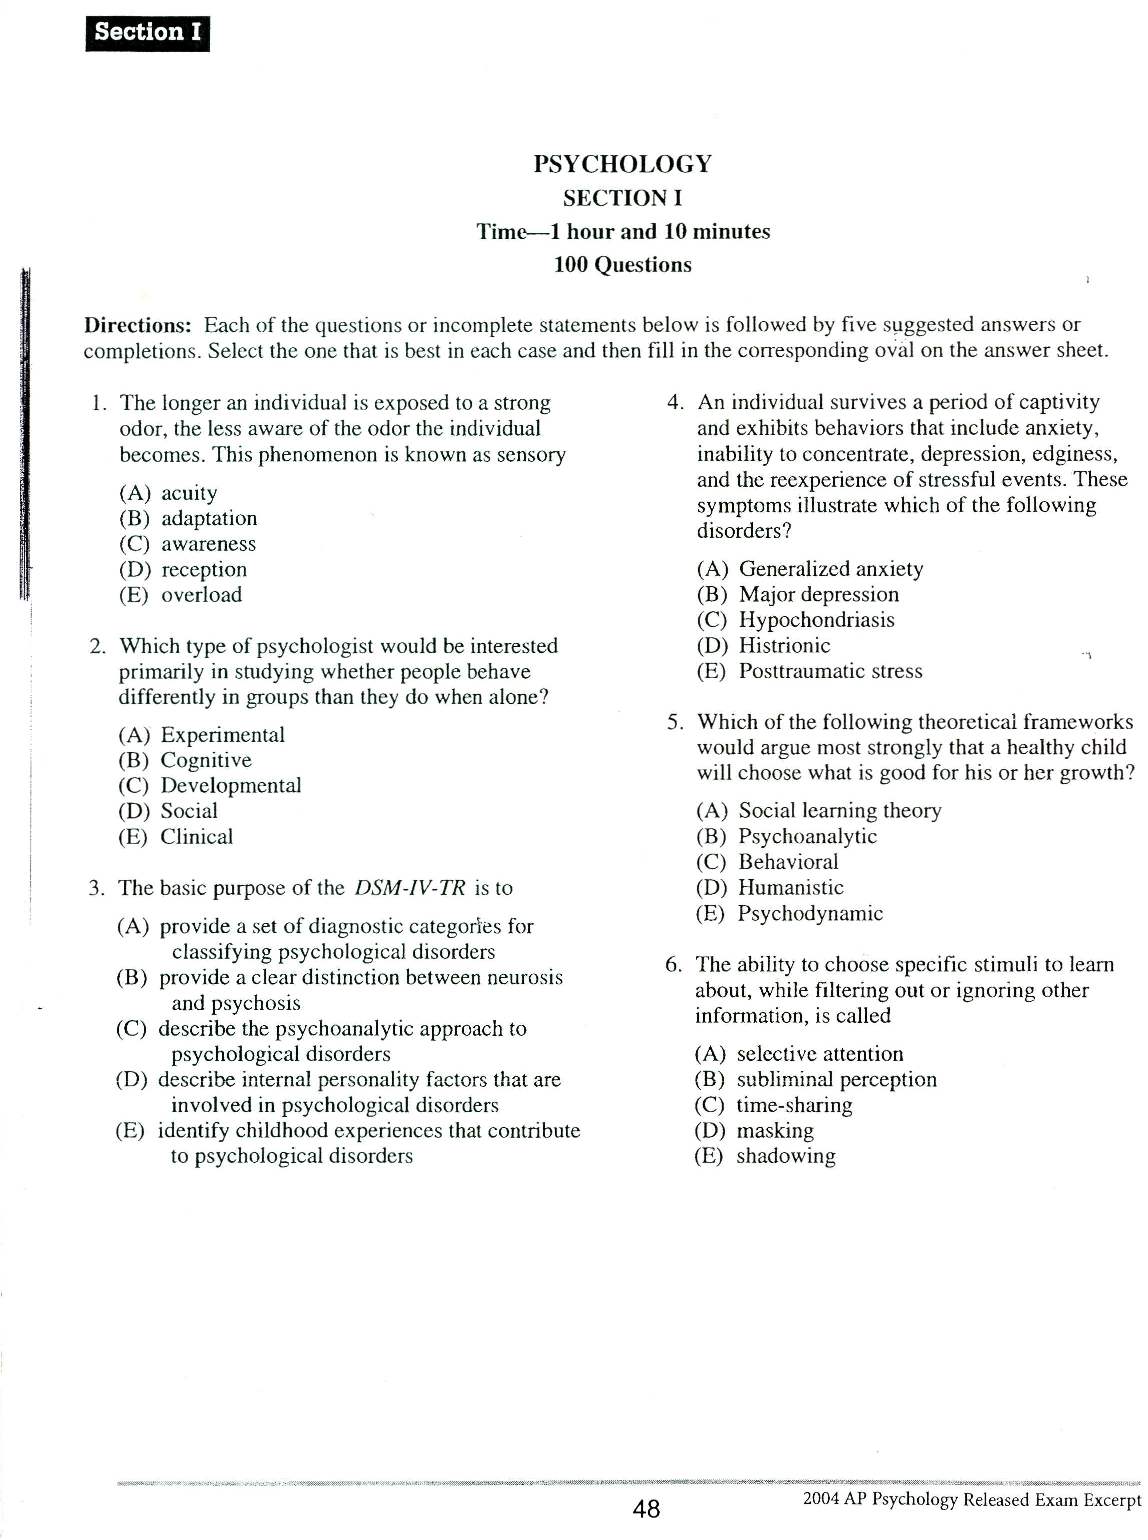 Section I
PSYCHOLOGY
SECTION I
Time—1 hour and 10 minutes
100 Questions
Directions: Each of the questions or incomplete statements below is followed by five suggested answers or
completions. Select the one that is best in each case and then fill in the corresponding oval on the answer sheet.
1. The longer an individual is exposed to a strong
odor, the less aware of the odor the individual
becomes. This phenomenon is known as sensory
(A) acuity
(B) adaptation
(C) awareness
(D) reception
(E) overload
2. Which type of psychologist would be interested
primarily in studying whether people behave
differently in groups than they do when alone?
(A) Experimental
(B) Cognitive
(C) Developmental
(D) Social
(E) Clinical
3. The basic purpose of the DSM-IV-TR is to
(A) provide a set of diagnostic categories for
classifying psychological disorders
(B) provide a clear distinction between neurosis
and psychosis
(C) describe the psychoanalytic approach to
psychological disorders
(D) describe internal personality factors that are
involved in psychological disorders
(E) identify childhood experiences that contribute
to psychological disorders
4. An individual survives a period of captivity
and exhibits behaviors that include anxiety,
inability to concentrate, depression, edginess,
and the reexperience of stressful events. These
symptoms illustrate which of the following
disorders?
(A) Generalized anxiety
(B) Major depression
(C) Hypochondriasis
(D) Histrionic
(E) Posttraumatic stress
5. Which of the following theoretical frameworks
would argue most strongly that a healthy child
will choose what is good for his or her growth?
(A) Social learning theory
(B) Psychoanalytic
(C) Behavioral
(D) Humanistic
(E) Psychodynamic
6. The ability to choose specific stimuli to learn
about, while filtering out or ignoring other
information, is called
(A) selective attention
(B) subliminal perception
(C) time-sharing
(D) masking
(E) shadowing
48
2004 AP Psychology Released Exam Excerpt